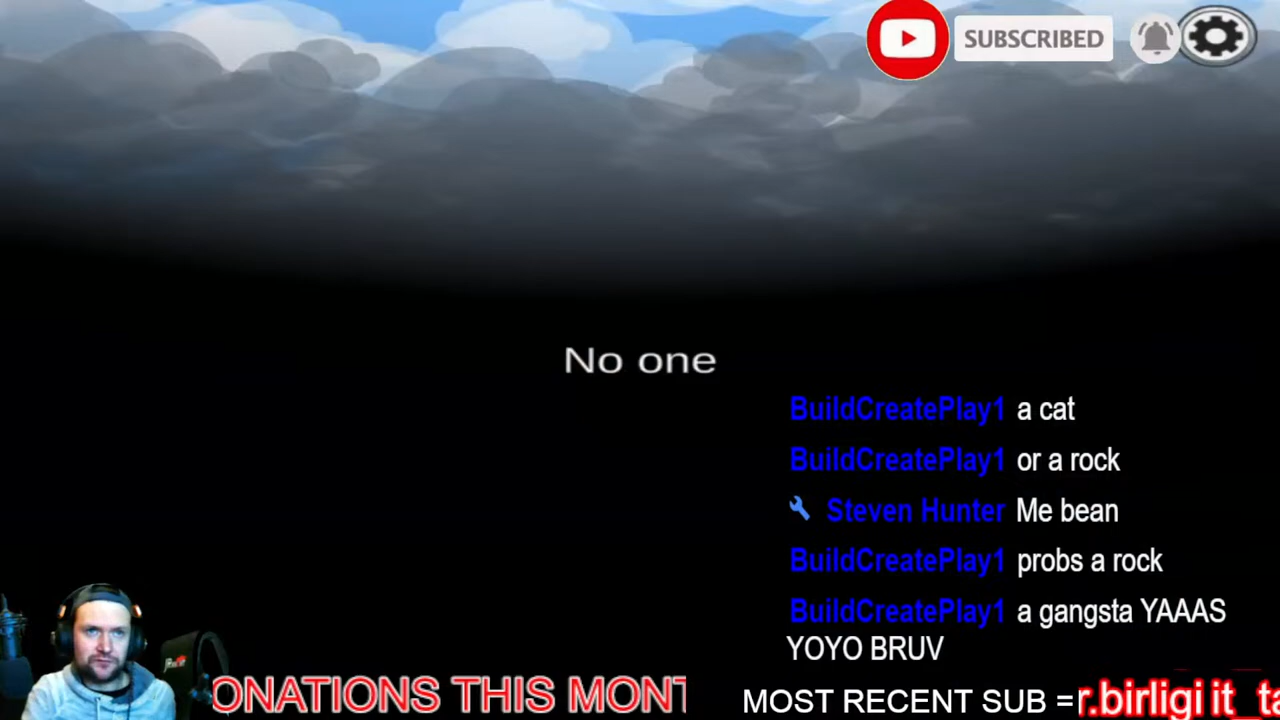 SUBSCRIBED
No one
BuildCreatePlay1 a cat
BuildCreatePlay1 or a rock
Steven Hunter Me bean
BuildCreatePlay1 probs a rock
BuildCreatePlay1 a gangsta YAAAS
YOYO BRUV
ONATIONS THIS MONT
MOST RECENT SUB =r.birligi it_ta